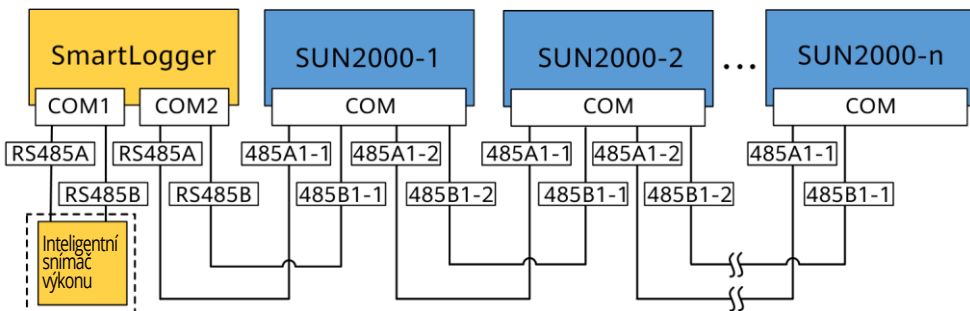 SmartLogger
SUN2000-1
SUN2000-2
...
SUN2000-n
COM1
COM2
COM
COM
COM
RS485A
RS485A
485A1-1
485A1-2
485A1-1
485A1-2
485A1-1
RS485B
RS485B
485B1-1
485B1-2
485B1-1
485B1-2
485B1-1
Inteligentní
snímač
výkonu